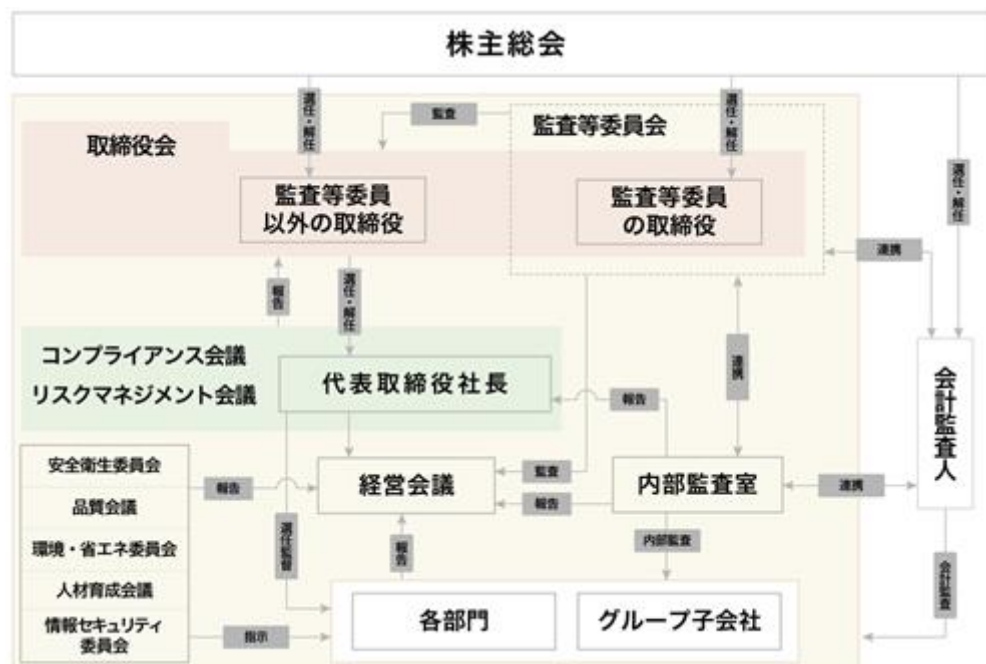 株主総会
選任・解任
選任・解任
選任・解任
監査
監査等委員会
取締役会
監査等委員
以外の取締役
監査等委員
の取締役
連携
報告
選任・解任
コンプライアンス会議
リスクマネジメント会議
代表取締役社長
連携
報告
会計監査人
安全衛生委員会
品質会議
環境・省エネ委員会
人材育成会議
情報セキュリティ
委員会
報告
経営会議
監査
報告
内部監査室
連携
選任監督
報告
内部監査
会計監査
指示
各部門
グループ子会社